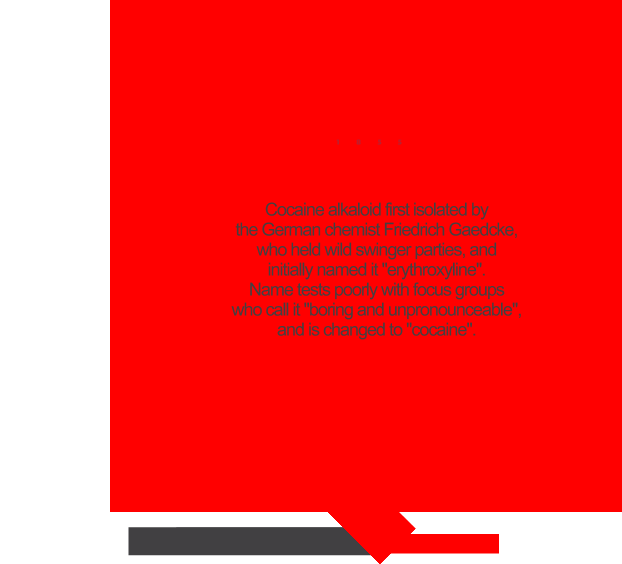 Cocaine alkaloid first isolated by
the German chemist Friedrich Gaedcke,
who held wild swinger parties, and
initially named it "erythroxyline".
Name tests poorly with focus groups
who call it "boring and unpronounceable",
and is changed to "cocaine".